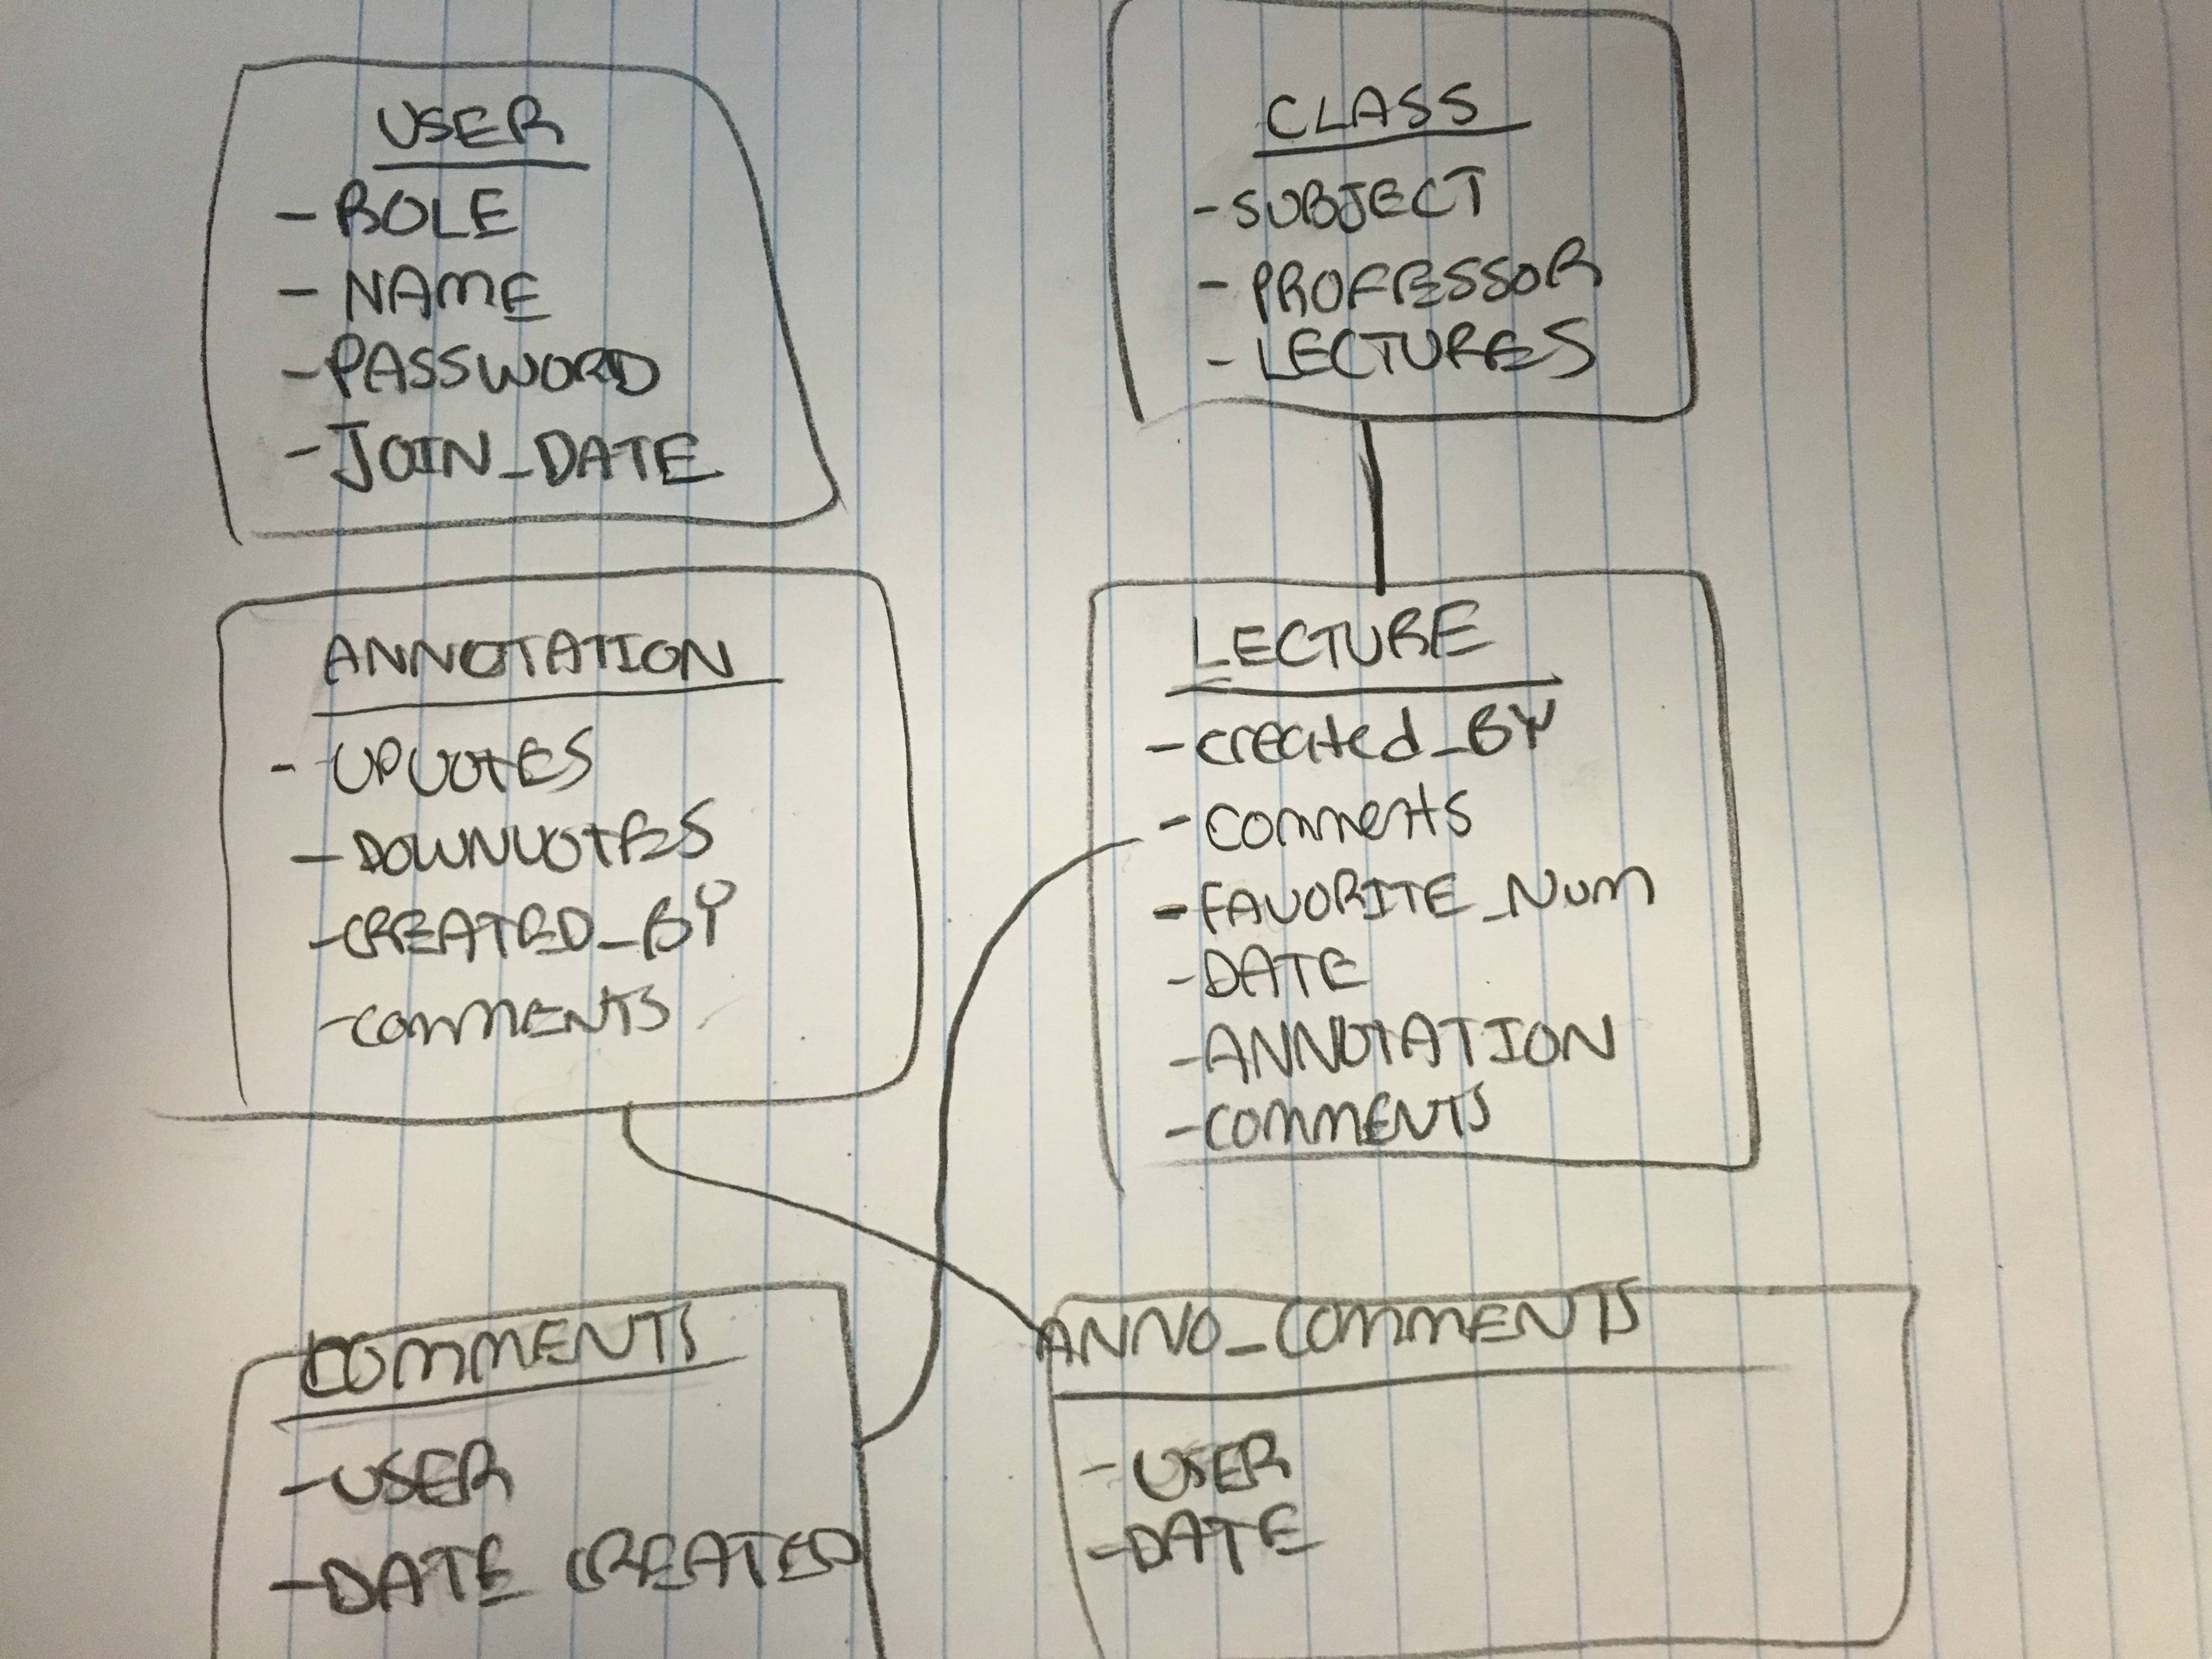 USER
- ROLE
- NAME
- PASSWORD
- JOIN_DATE
CLASS
- SUBJECT
- PROFESSOR
- LECTURES
ANNOTATION
- UPVOTES
- DOWNVOTES
- CREATED_BY
- COMMENTS
LECTURE
- created_BY
- Comments
- FAVORITE_NUM
- DATE
- ANNOTATION
- COMMENTS
COMMENTS
- USER
- DATE CREATED
ANNO_COMMENTS
- USER
- DATE